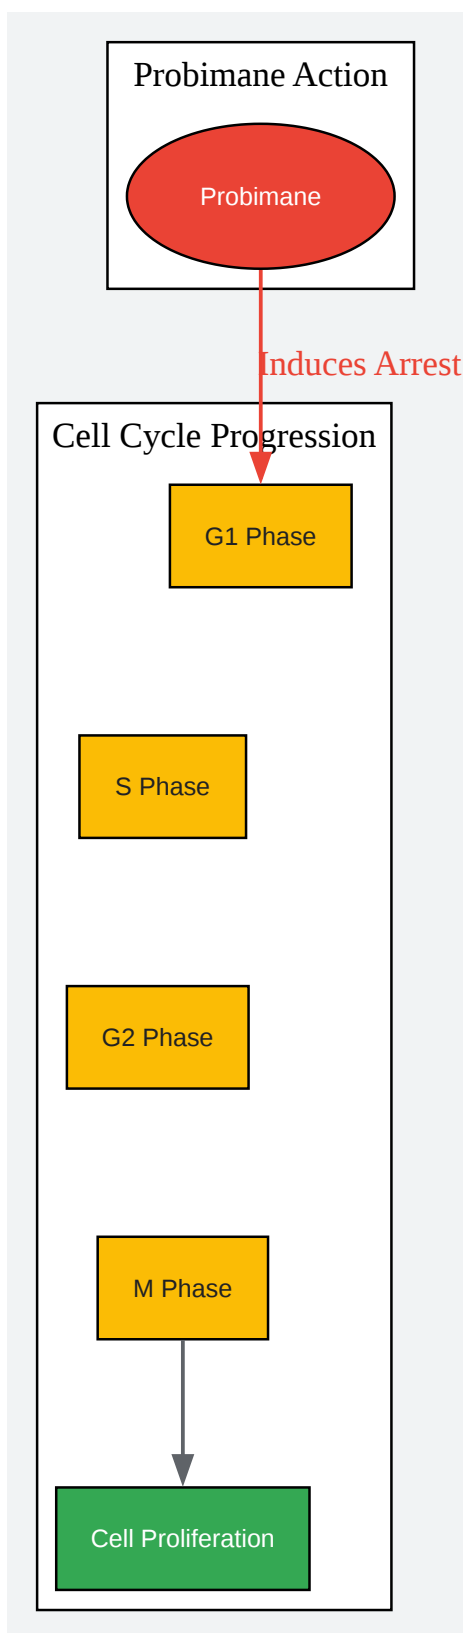 Probimane Action
Probimane
Induces Arrest
Cell Cycle Progression
G1 Phase
S Phase
G2 Phase
M Phase
Cell Proliferation